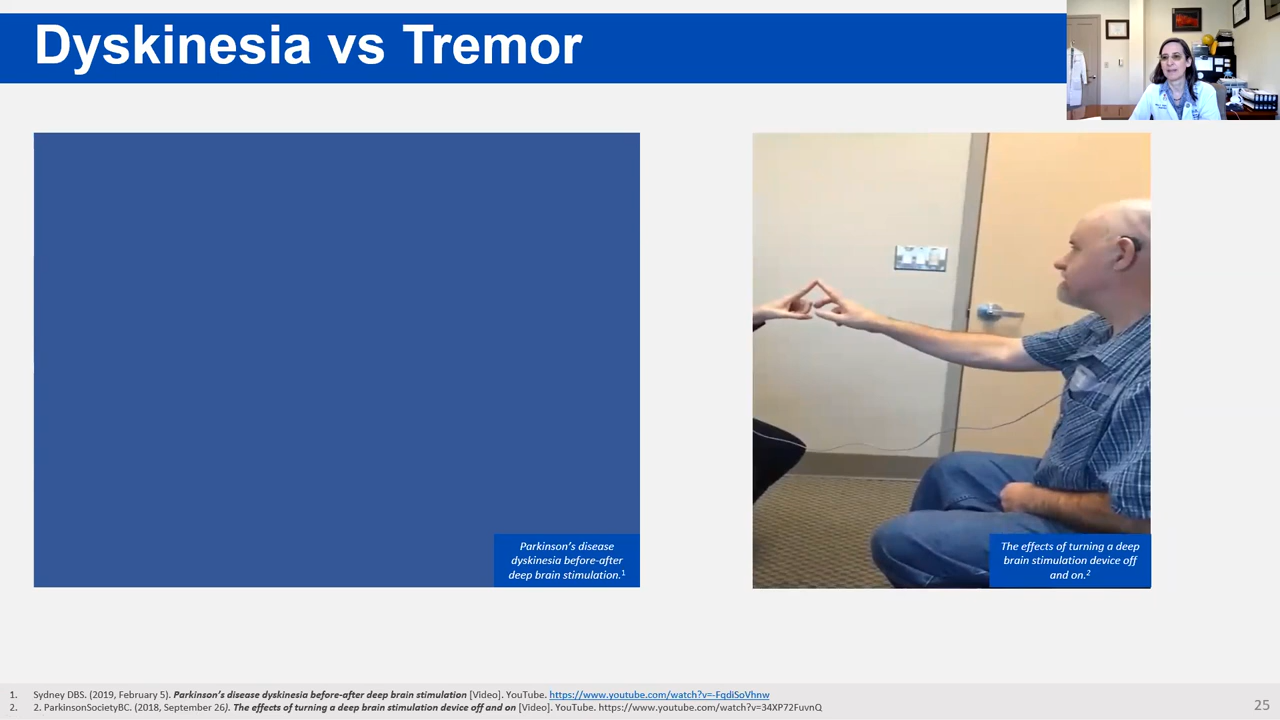 Dyskinesia vs Tremor
Parkinson's disease
dyskinesia before-after
deep brain stimulation.1
The effects of turning a deep
brain stimulation device off
and on.2
1. Sydney DBS. (2019, February 5). Parkinson's disease dyskinesia before-after deep brain stimulation [Video]. YouTube. https://www.youtube.com/watch?v=-FqdiSoVhnw
2. 2. ParkinsonSocietyBC. (2018, September 26). The effects of turning a deep brain stimulation device off and on [Video]. YouTube. https://www.youtube.com/watch?v=34XP72FuvnQ
25